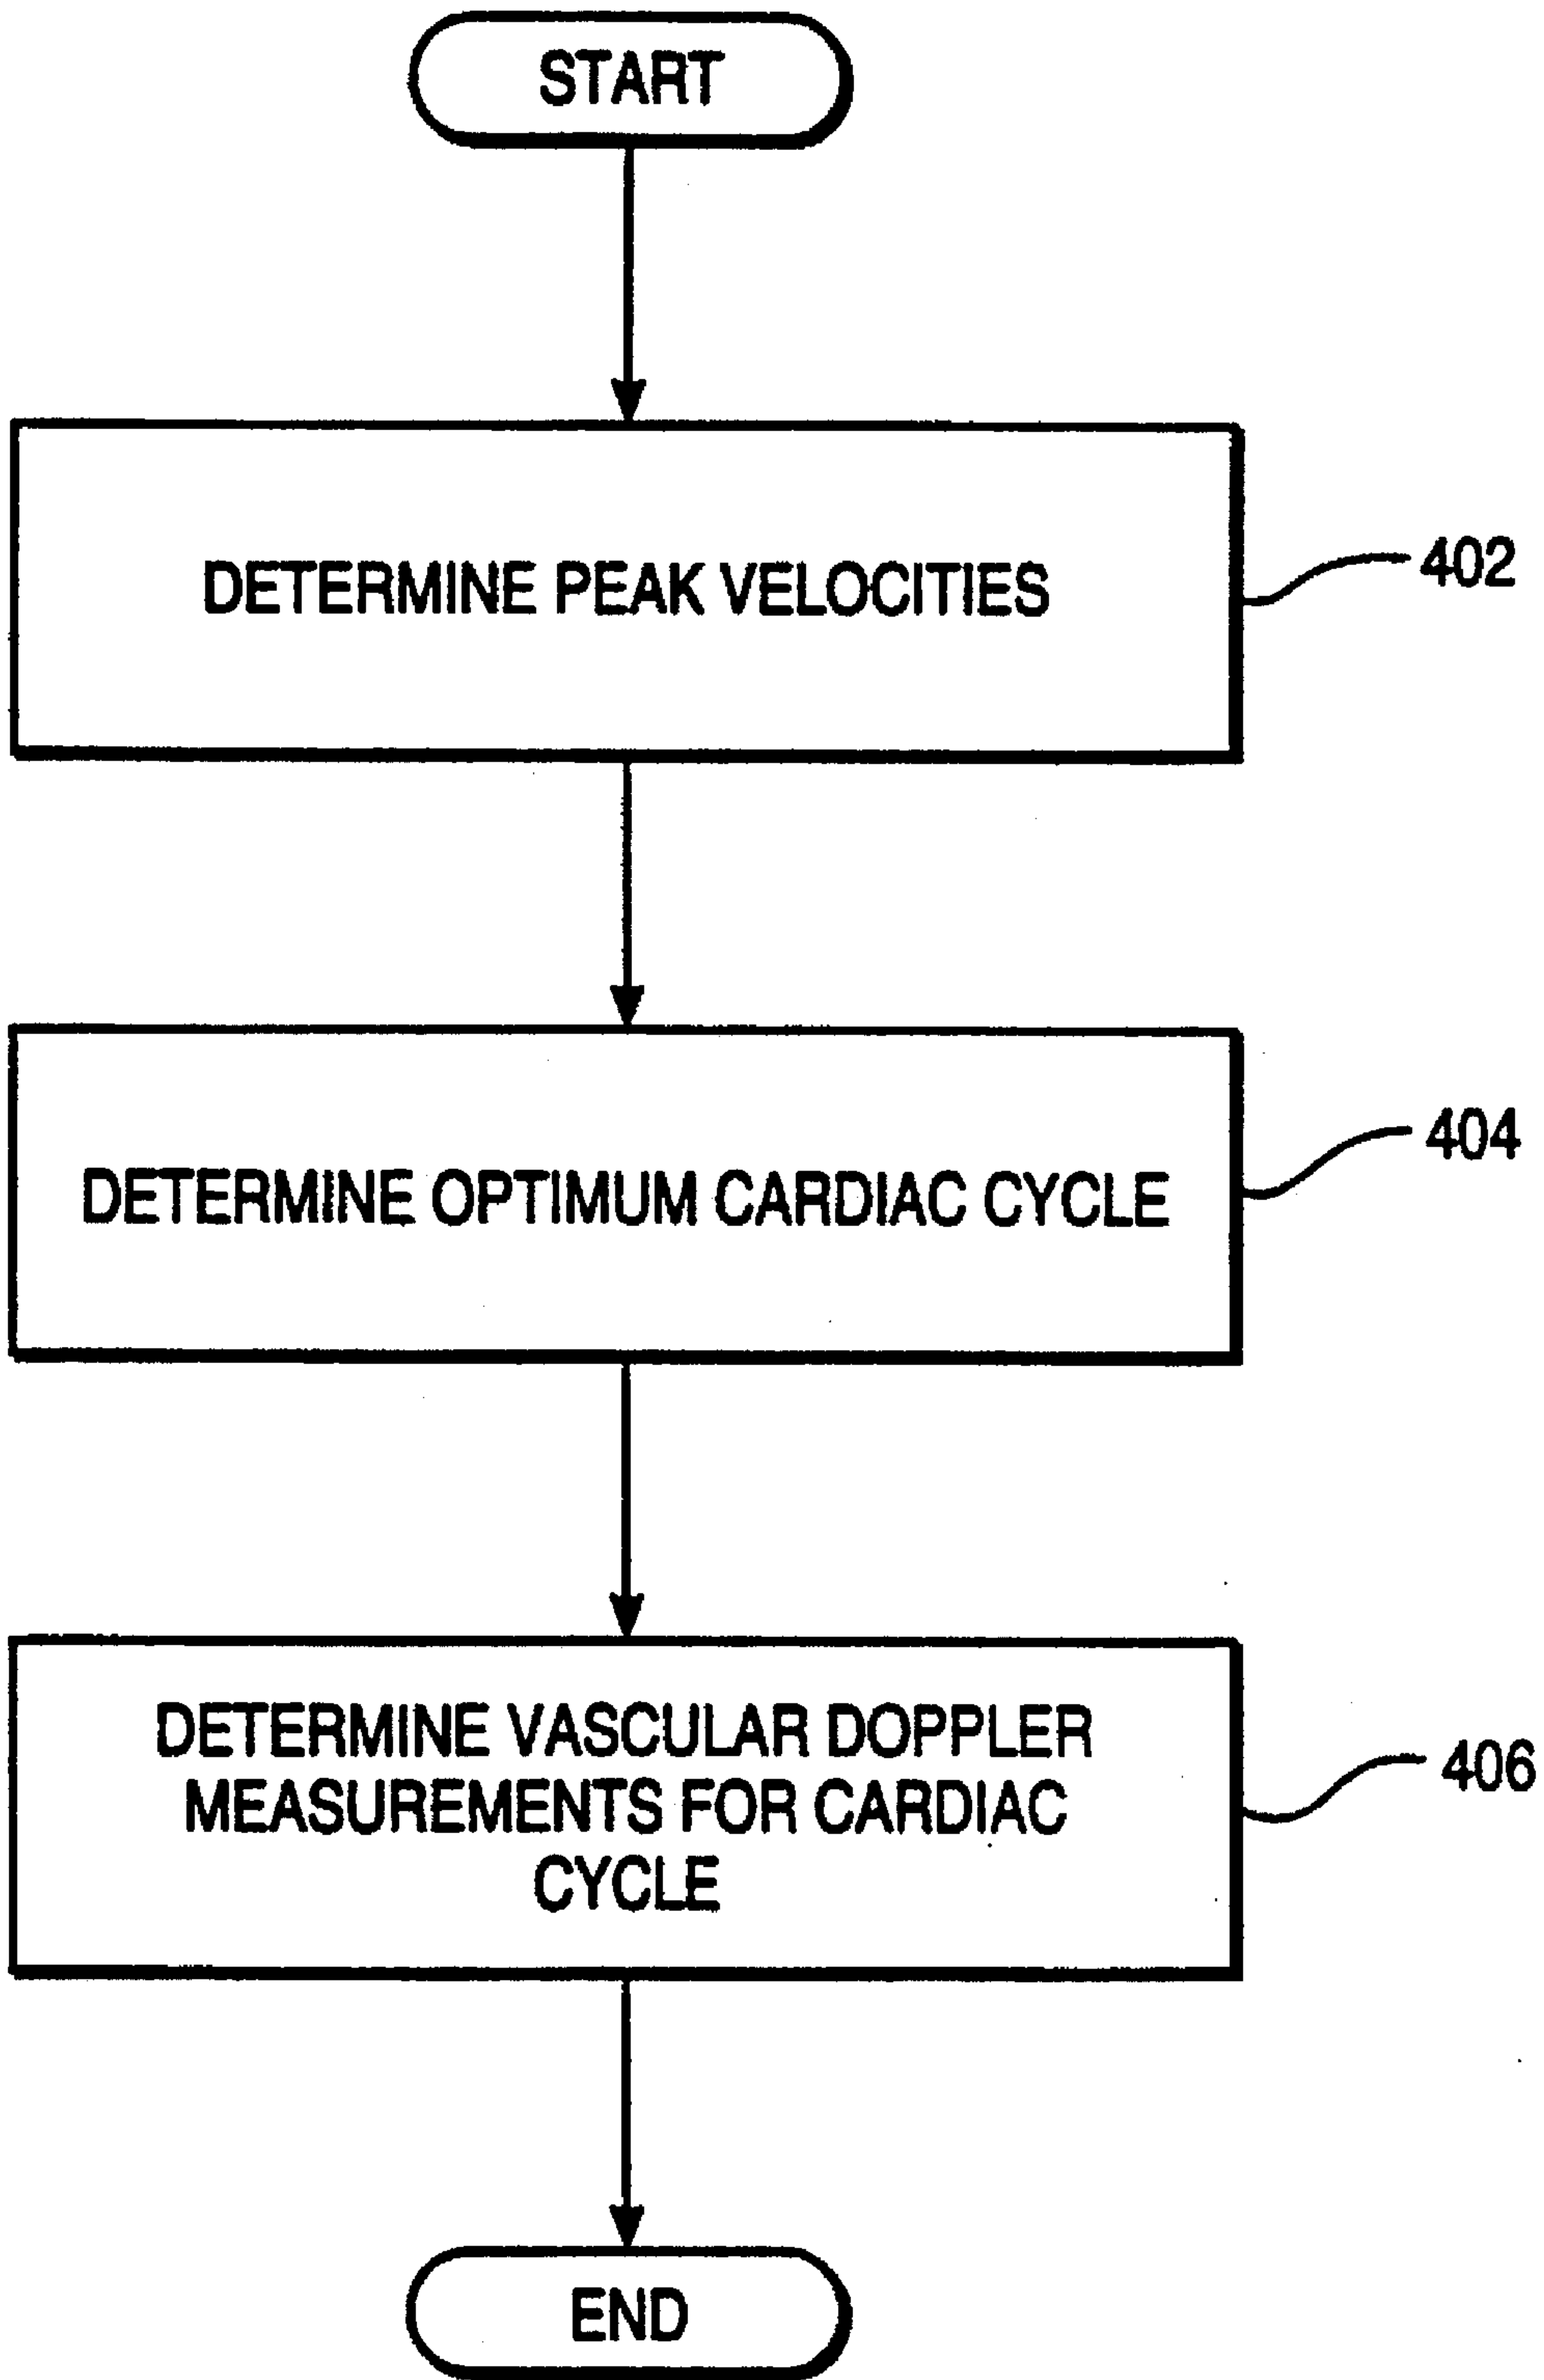 START
DETERMINE PEAK VELOCITIES
402
DETERMINE OPTIMUM CARDIAC CYCLE
404
DETERMINE VASCULAR DOPPLER
MEASUREMENTS FOR CARDIAC
CYCLE
406
END